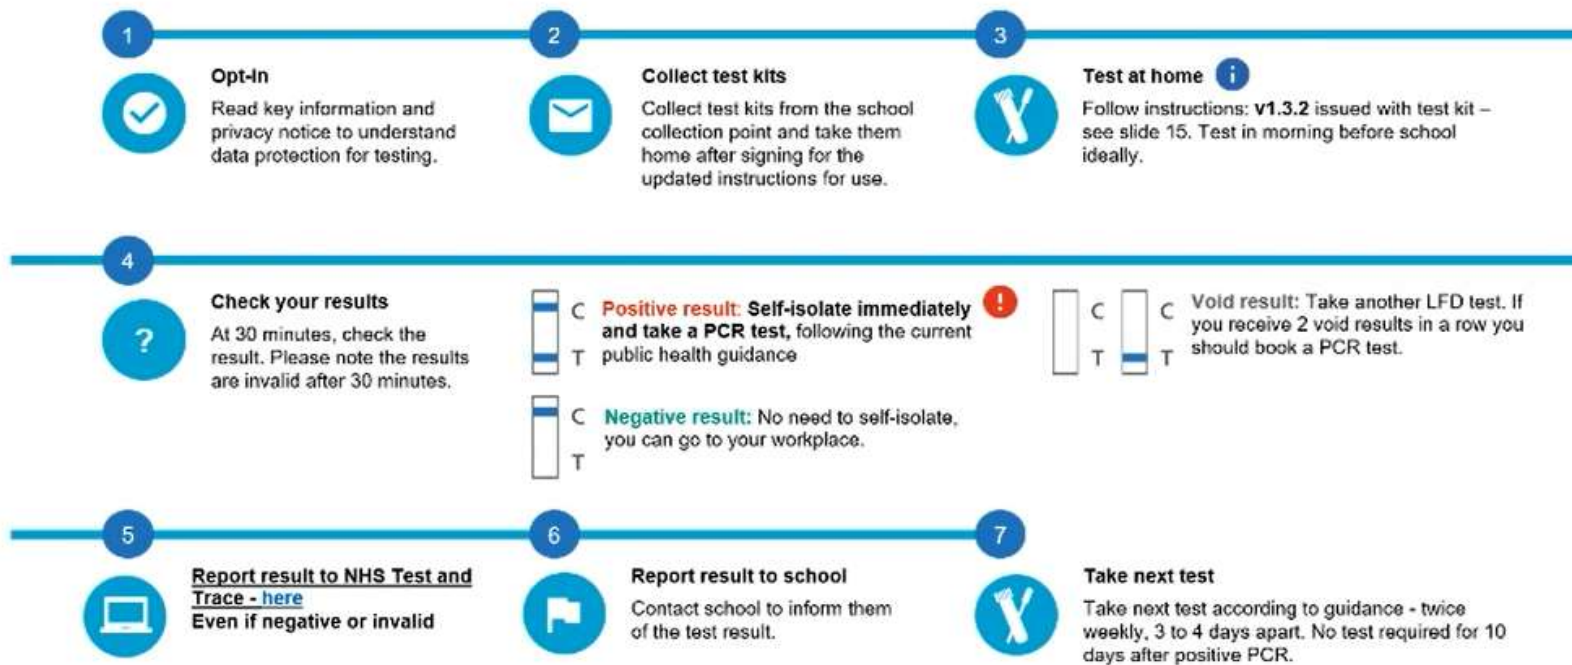 1
2
3
Opt-in
Read key information and
privacy notice to understand
data protection for testing.
Collect test kits
Collect test kits from the school
collection point and take them
home after signing for the
updated instructions for use.
Test at home i
Follow instructions: v1.3.2 issued with test kit –
see slide 15. Test in morning before school
ideally.
4
?
Check your results
At 30 minutes, check the
result. Please note the results
are invalid after 30 minutes.
C
T
Positive result: Self-isolate immediately !
and take a PCR test, following the current
public health guidance
C
T
Negative result: No need to self-isolate,
you can go to your workplace.
C
T
C
T
Void result: Take another LFD test. If
you receive 2 void results in a row you
should book a PCR test.
5
6
7
Report result to NHS Test and
Trace - here
Even if negative or invalid
Report result to school
Contact school to inform them
of the test result.
Take next test
Take next test according to guidance - twice
weekly, 3 to 4 days apart. No test required for 10
days after positive PCR.